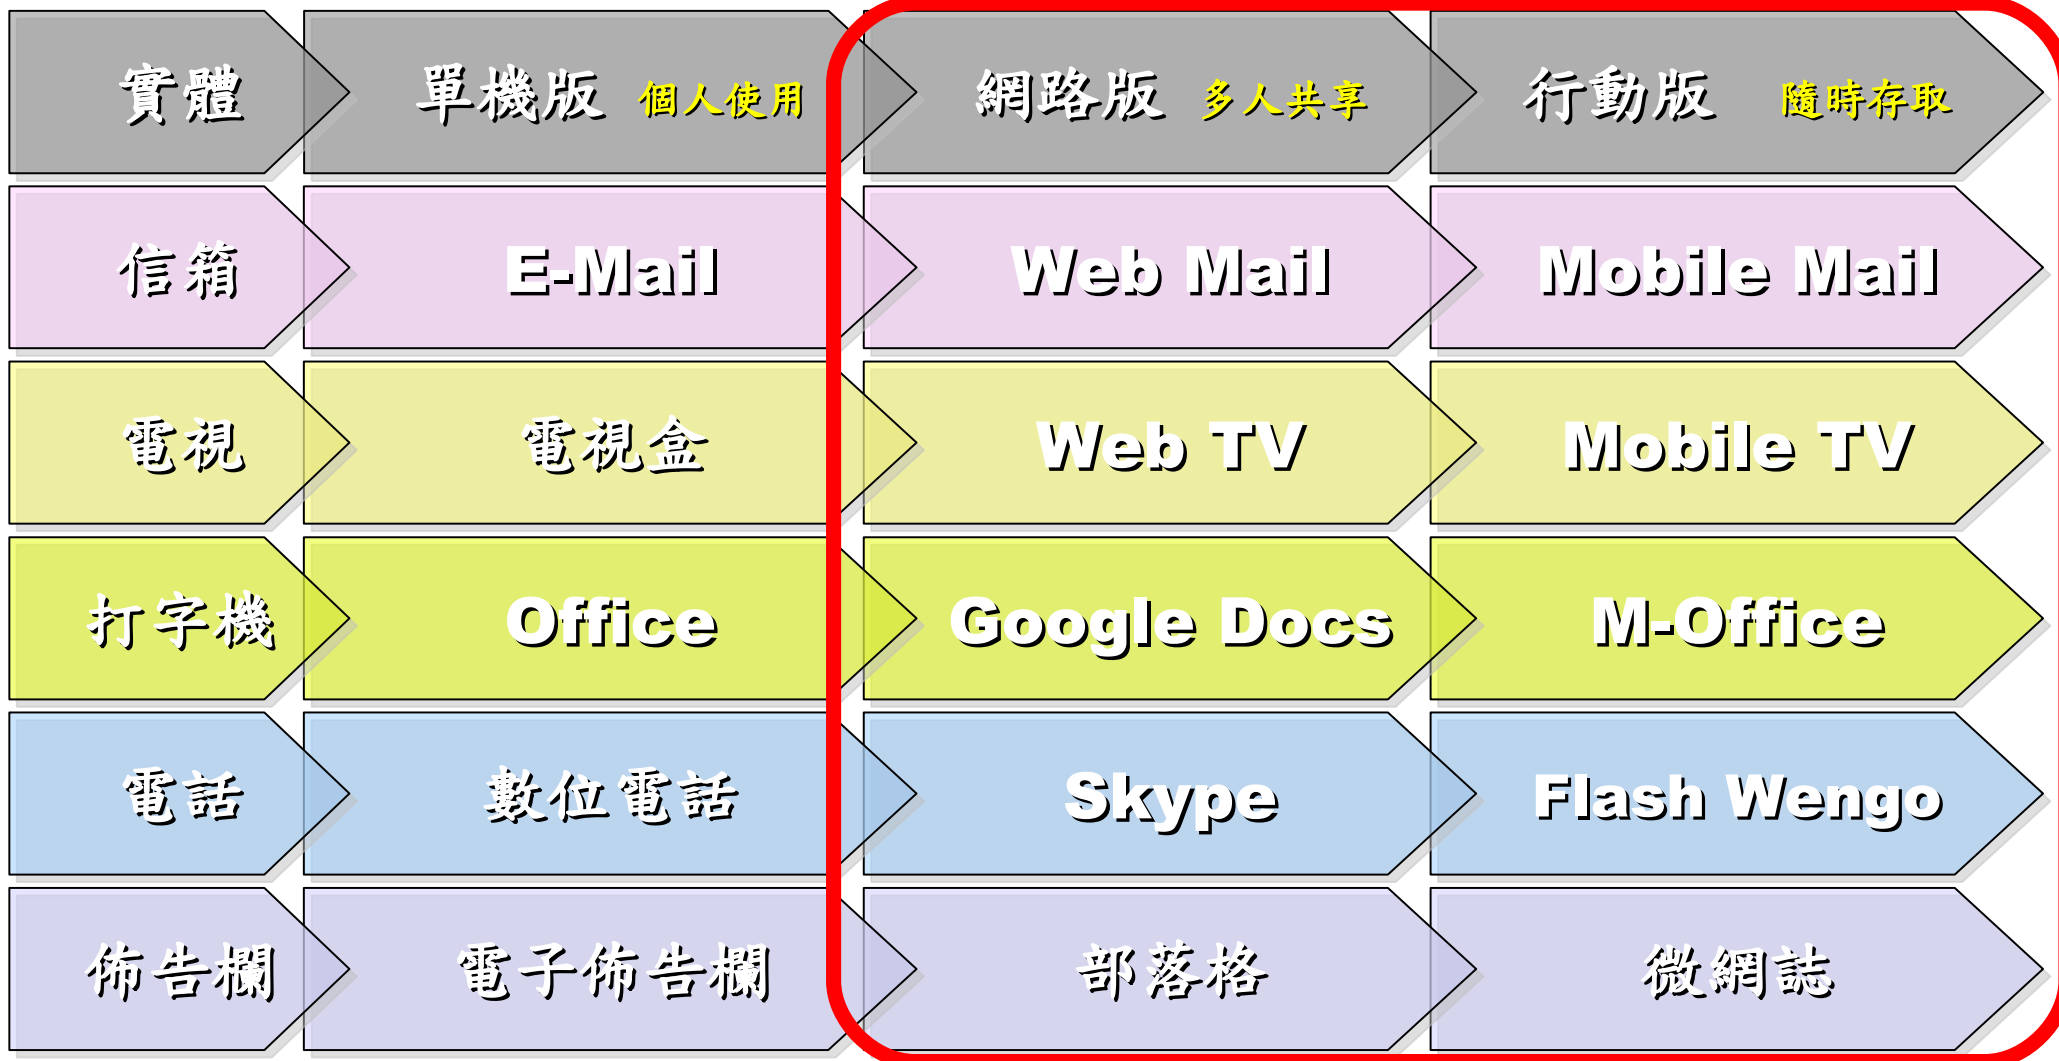 實體 單機版 個人使用 網路版 多人共享 行動版 隨時存取
信箱 E-Mail Web Mail Mobile Mail
電視 電視盒 Web TV Mobile TV
打字機 Office Google Docs M-Office
電話 數位電話 Skype Flash Wengo
佈告欄 電子佈告欄 部落格 微網誌